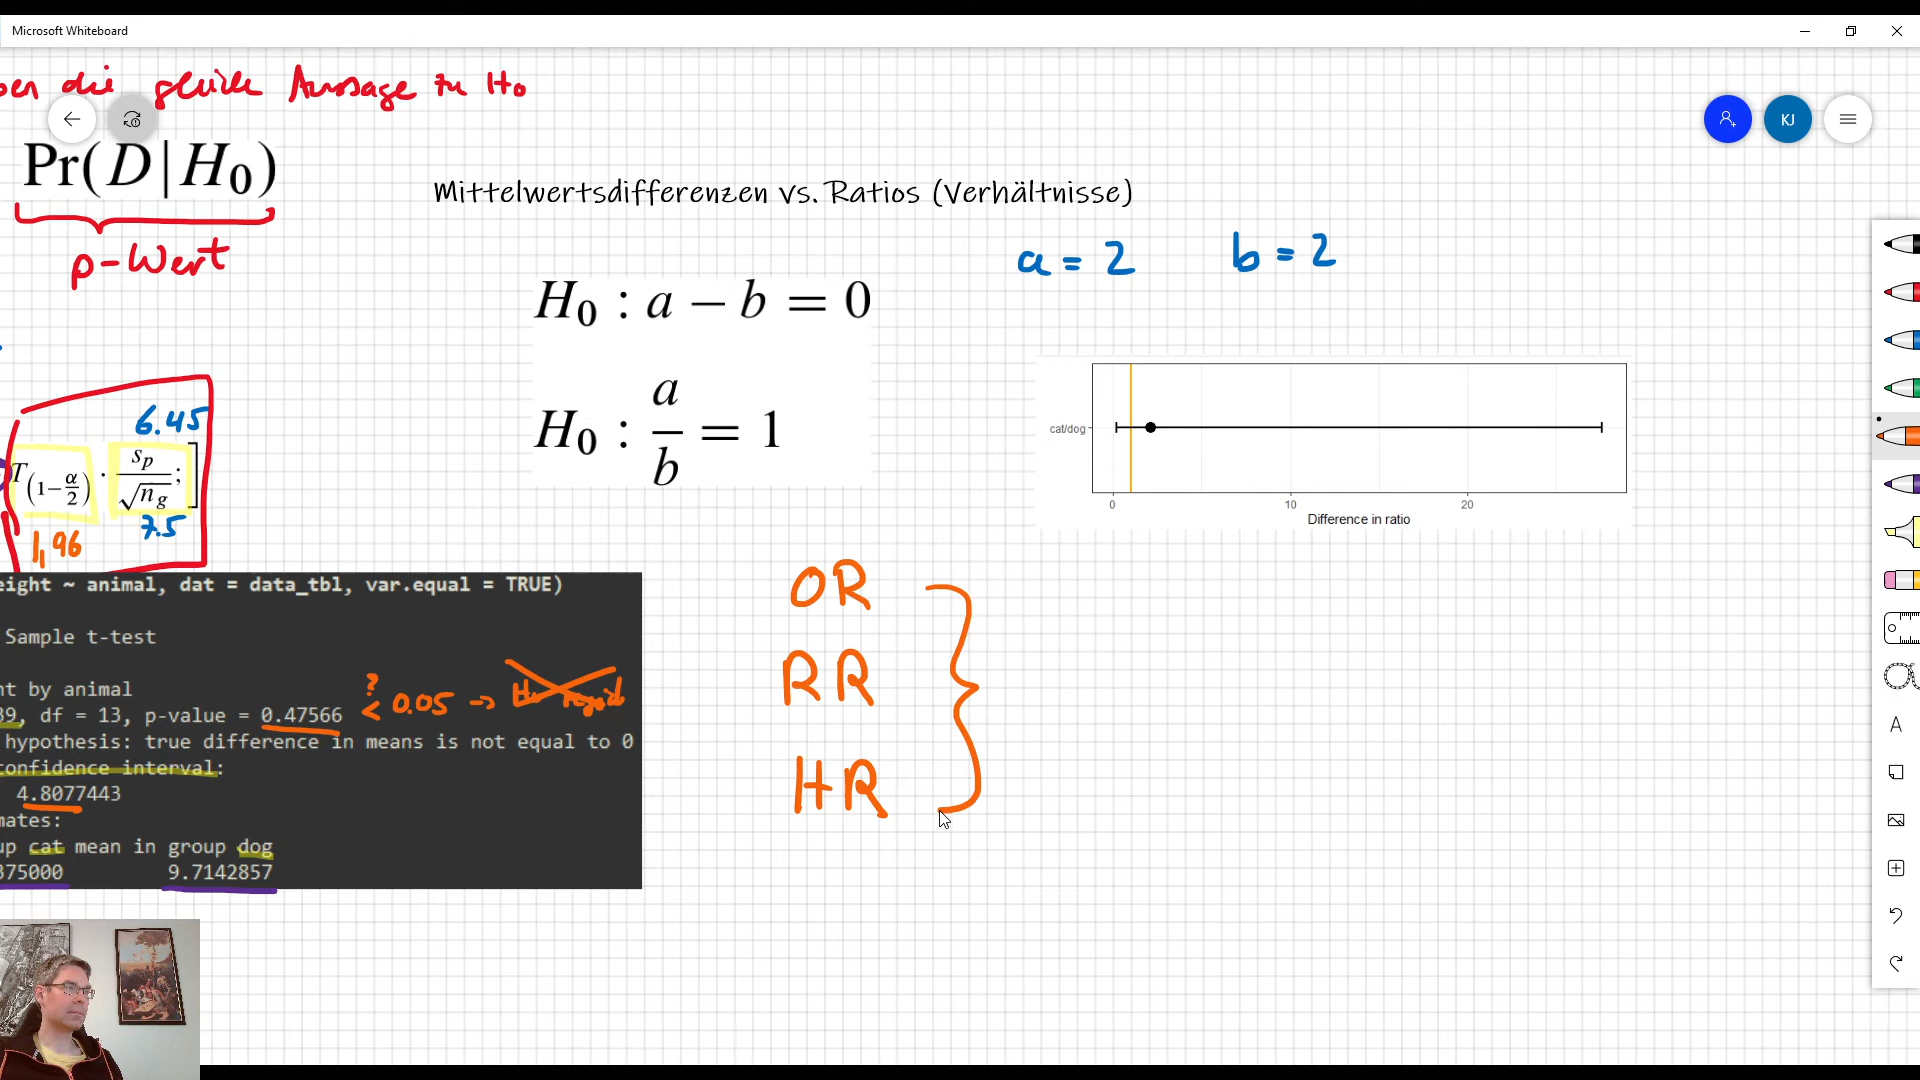 Microsoft Whiteboard
die gleiche Aussage zu H0
Pr(D|H0)
p-Wert
KJ
Mittelwertsdifferenzen vs. Ratios (Verhältnisse)
a = 2 b = 2
H0 : a − b = 0
H0 : a/b = 1
cat/dog
0 10 20
Difference in ratio
6.45
T(1−α/2) · sp/√ng ; ]
7.5
1,96
eight ~ animal, dat = data_tbl, var.equal = TRUE)
Sample t-test
nt by animal
39, df = 13, p-value = 0.47566
? < 0.05 →
hypothesis: true difference in means is not equal to 0
confidence interval:
4.8077443
mates:
up cat mean in group dog
375000 9.7142857
OR
RR
HR
A